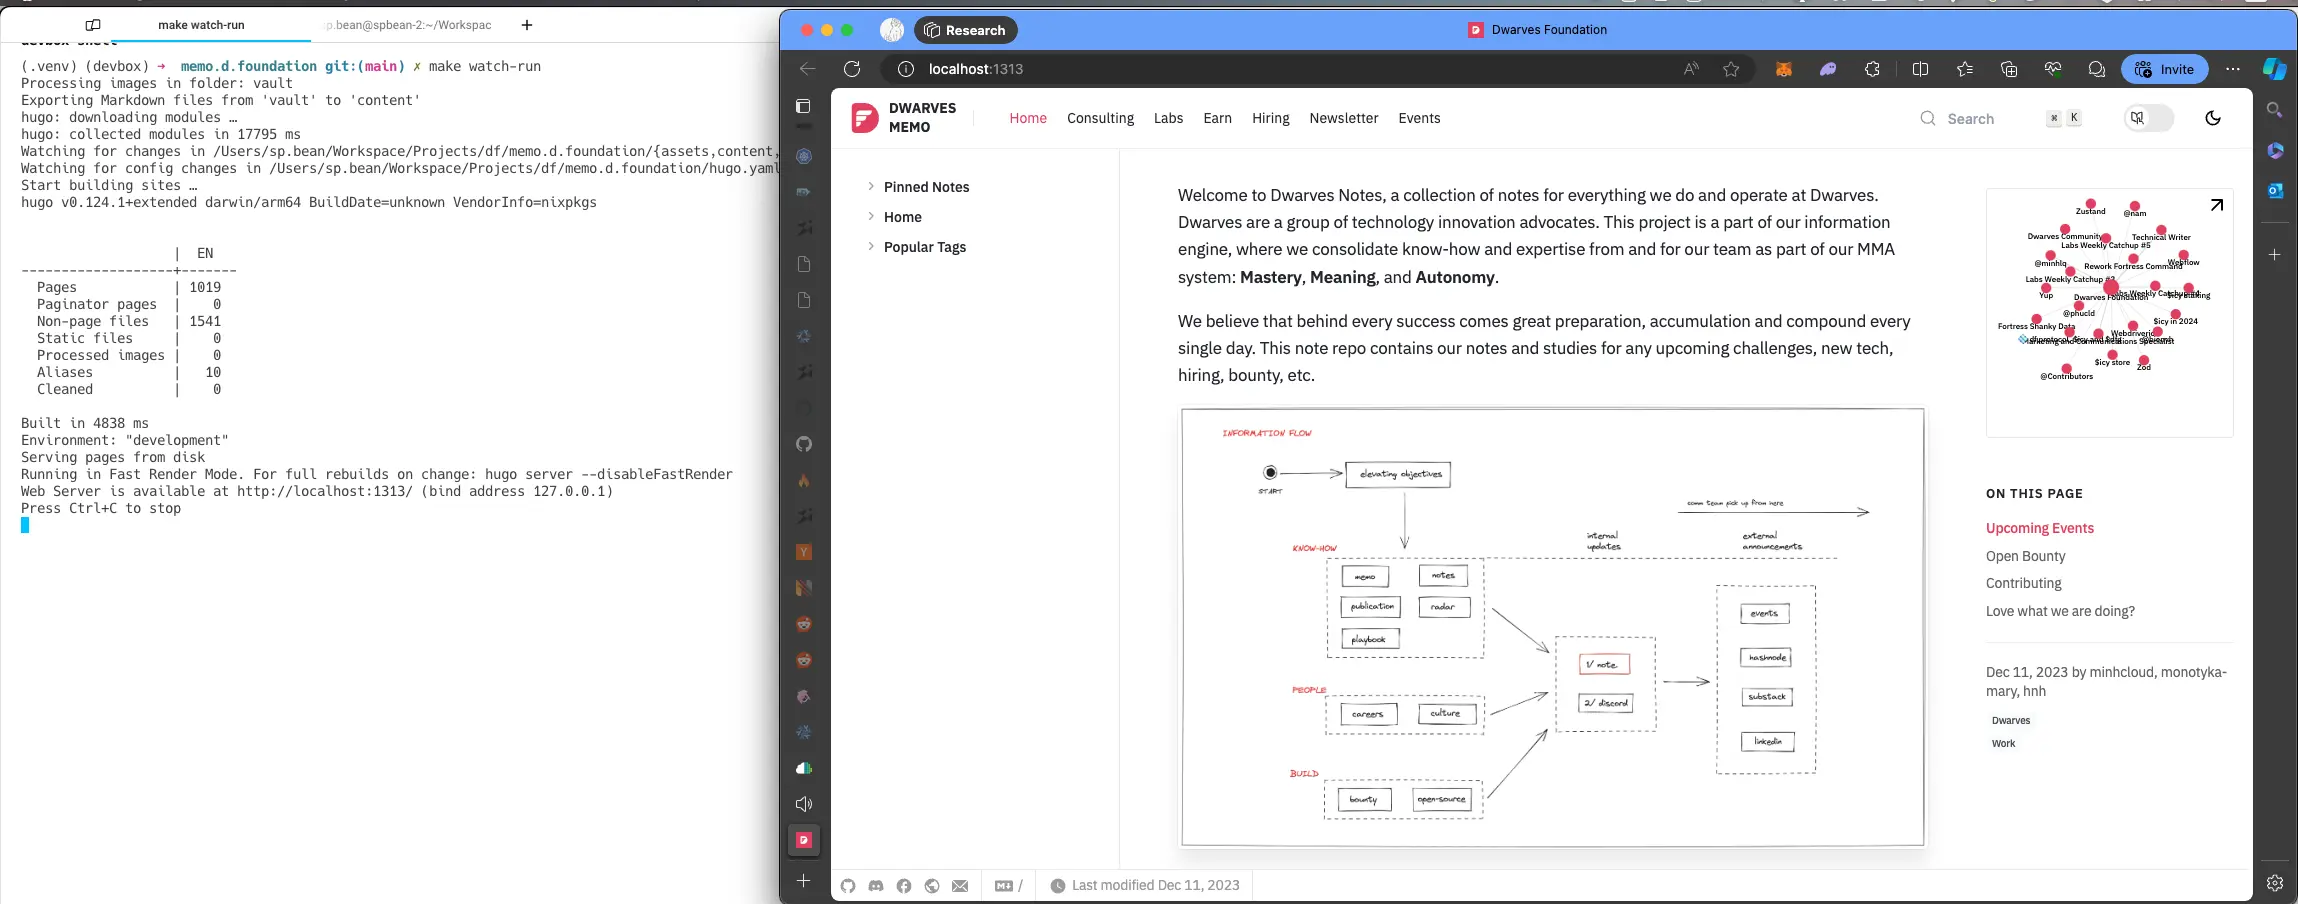 make watch-run
sp.bean@spbean-2:~/Workspac
devbox shell
(.venv) (devbox) → memo.d.foundation git:(main) ✗ make watch-run
Processing images in folder: vault
Exporting Markdown files from 'vault' to 'content'
hugo: downloading modules …
hugo: collected modules in 17795 ms
Watching for changes in /Users/sp.bean/Workspace/Projects/df/memo.d.foundation/{assets,content,
Watching for config changes in /Users/sp.bean/Workspace/Projects/df/memo.d.foundation/hugo.yaml
Start building sites …
hugo v0.124.1+extended darwin/arm64 BuildDate=unknown VendorInfo=nixpkgs
| EN
-------------------+-------
Pages | 1019
Paginator pages | 0
Non-page files | 1541
Static files | 0
Processed images | 0
Aliases | 10
Cleaned | 0
Built in 4838 ms
Environment: "development"
Serving pages from disk
Running in Fast Render Mode. For full rebuilds on change: hugo server --disableFastRender
Web Server is available at http://localhost:1313/ (bind address 127.0.0.1)
Press Ctrl+C to stop
Research
Dwarves Foundation
localhost:1313
Invite
DWARVES
MEMO
Home Consulting Labs Earn Hiring Newsletter Events
Search
⌘ K
Pinned Notes
Home
Popular Tags
Welcome to Dwarves Notes, a collection of notes for everything we do and operate at Dwarves.
Dwarves are a group of technology innovation advocates. This project is a part of our information
engine, where we consolidate know-how and expertise from and for our team as part of our MMA
system: Mastery, Meaning, and Autonomy.
We believe that behind every success comes great preparation, accumulation and compound every
single day. This note repo contains our notes and studies for any upcoming challenges, new tech,
hiring, bounty, etc.
INFORMATION FLOW
START
elevating objectives
comm team pick up from here
KNOW-HOW
internal
updates
external
announcements
memo
notes
publication
radar
playbook
PEOPLE
careers
culture
BUILD
bounty
open-source
1/ note
2/ discord
events
hashnode
substack
linkedin
Zustand
@nam
Dwarves Community
Technical Writer
Labs Weekly Catchup #5
@minhlq
Rework Fortress Command
Webflow
Labs Weekly Catchup
Yup
Dwarves Foundation
Labs Weekly Catchup
@phucld
$icy in 2024
Fortress Shanky Data
$icy store
Zod
@Contributors
ON THIS PAGE
Upcoming Events
Open Bounty
Contributing
Love what we are doing?
Dec 11, 2023 by minhcloud, monotyka-
mary, hnh
Dwarves
Work
M↓ /
Last modified Dec 11, 2023